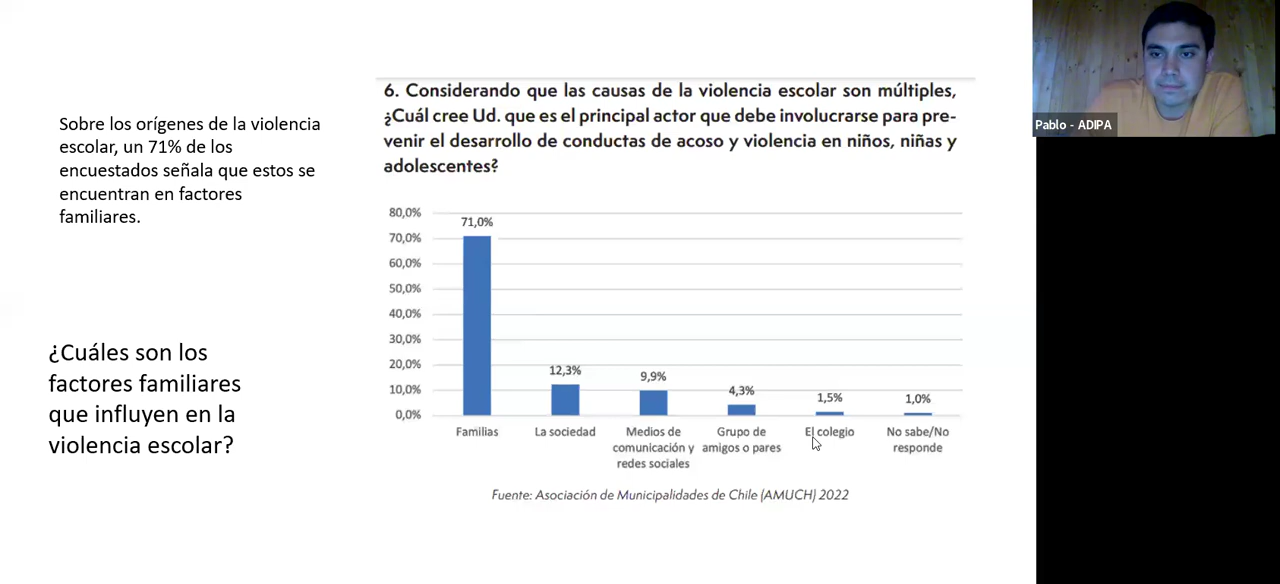 Sobre los orígenes de la violencia
escolar, un 71% de los
encuestados señala que estos se
encuentran en factores
familiares.
¿Cuáles son los
factores familiares
que influyen en la
violencia escolar?
6. Considerando que las causas de la violencia escolar son múltiples,
¿Cuál cree Ud. que es el principal actor que debe involucrarse para pre-
venir el desarrollo de conductas de acoso y violencia en niños, niñas y
adolescentes?
80,0%
70,0%
60,0%
50,0%
40,0%
30,0%
20,0%
10,0%
0,0%
71,0%
12,3%
9,9%
4,3%
1,5%
1,0%
Familias
La sociedad
Medios de
comunicación y
redes sociales
Grupo de
amigos o pares
El colegio
No sabe/No
responde
Fuente: Asociación de Municipalidades de Chile (AMUCH) 2022
Pablo - ADIPA